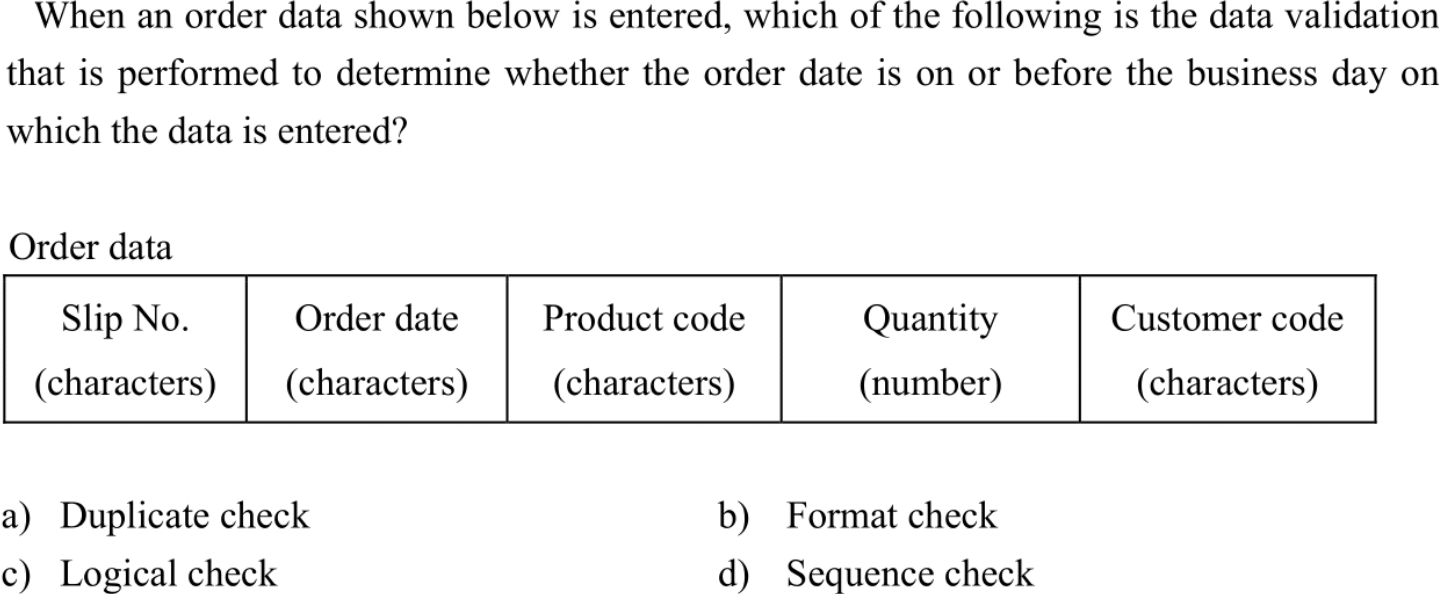 When an order data shown below is entered, which of the following is the data validation
that is performed to determine whether the order date is on or before the business day on
which the data is entered?
Order data
Slip No. Order date Product code Quantity Customer code
(characters) (characters) (characters) (number) (characters)
a) Duplicate check b) Format check
c) Logical check d) Sequence check